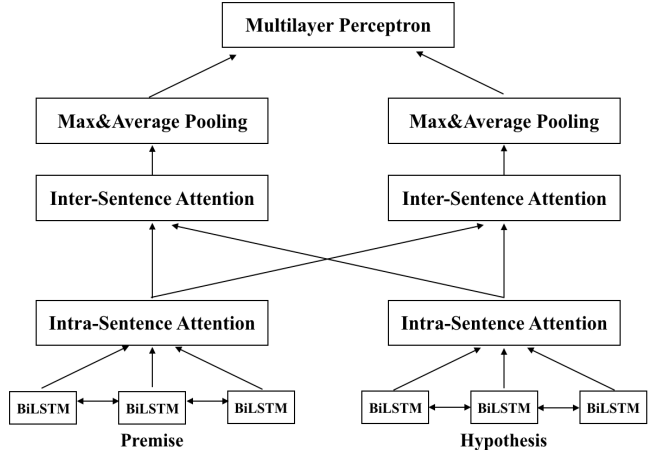 Multilayer Perceptron
Max&Average Pooling
Max&Average Pooling
Inter-Sentence Attention
Inter-Sentence Attention
Intra-Sentence Attention
Intra-Sentence Attention
BiLSTM
BiLSTM
BiLSTM
BiLSTM
BiLSTM
BiLSTM
Premise
Hypothesis